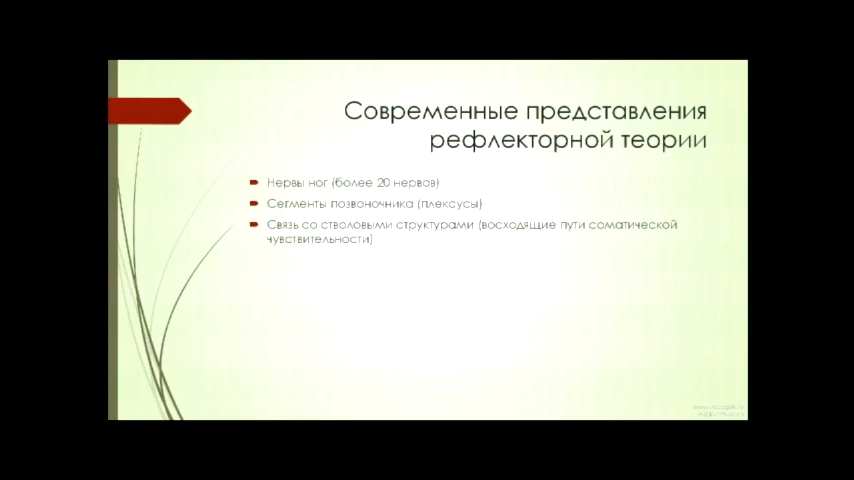 Современные представления
рефлекторной теории
Нервы ног (более 20 нервов)
Сегменты позвоночника (плексусы)
Связь со стволовыми структурами (восходящие пути соматической
чувствительности)